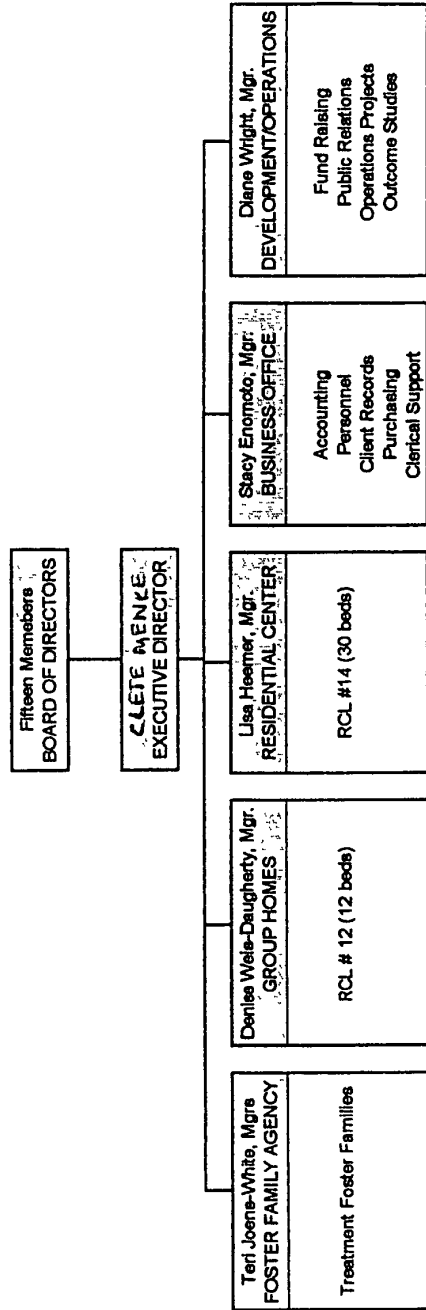 Fifteen Memebers
BOARD OF DIRECTORS
CLETE MENKE
EXECUTIVE DIRECTOR
Teri Joens-White, Mgrs
FOSTER FAMILY AGENCY
Treatment Foster Families
Denise Weis-Daugherty, Mgr.
GROUP HOMES
RCL # 12 (12 beds)
Lisa Heemer, Mgr.
RESIDENTIAL CENTER
RCL #14 (30 beds)
Stacy Enomoto, Mgr.
BUSINESS OFFICE
Accounting
Personnel
Client Records
Purchasing
Clerical Support
Diane Wright, Mgr.
DEVELOPMENT/OPERATIONS
Fund Raising
Public Relations
Operations Projects
Outcome Studies